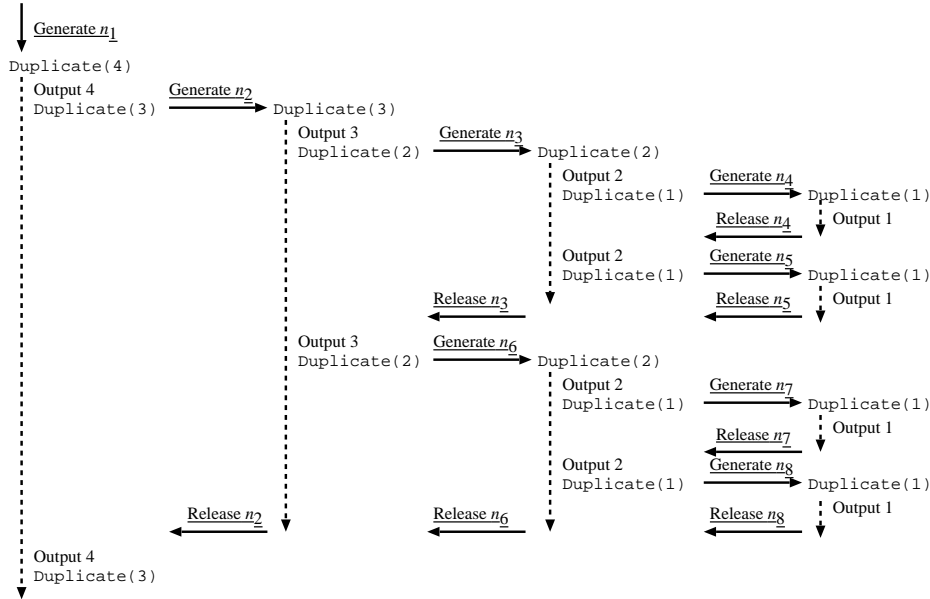 Generate n1
Duplicate(4)
Output 4
Duplicate(3) Generate n2 Duplicate(3)
Output 3
Duplicate(2) Generate n3 Duplicate(2)
Output 2
Duplicate(1) Generate n4 Duplicate(1)
Release n4 Output 1
Output 2
Duplicate(1) Generate n5 Duplicate(1)
Release n3 Release n5 Output 1
Output 3
Duplicate(2) Generate n6 Duplicate(2)
Output 2
Duplicate(1) Generate n7 Duplicate(1)
Release n7 Output 1
Output 2
Duplicate(1) Generate n8 Duplicate(1)
Release n2 Release n6 Release n8 Output 1
Output 4
Duplicate(3)